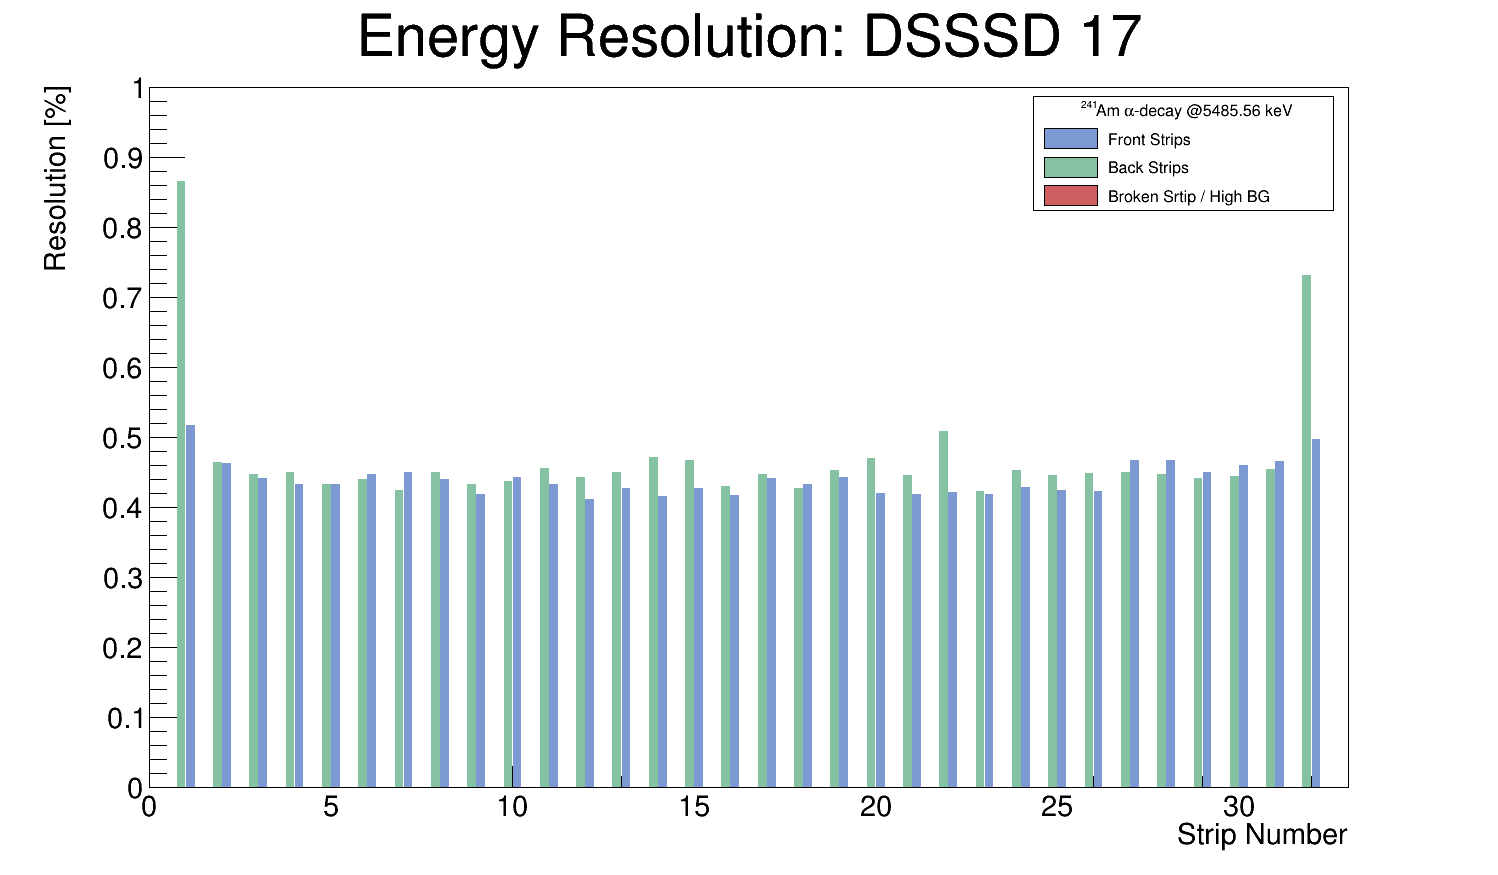 Energy Resolution: DSSSD 17
Resolution [%]
1
0.9
0.8
0.7
0.6
0.5
0.4
0.3
0.2
0.1
0
241Am α-decay @5485.56 keV
Front Strips
Back Strips
Broken Srtip / High BG
0 5 10 15 20 25 30
Strip Number